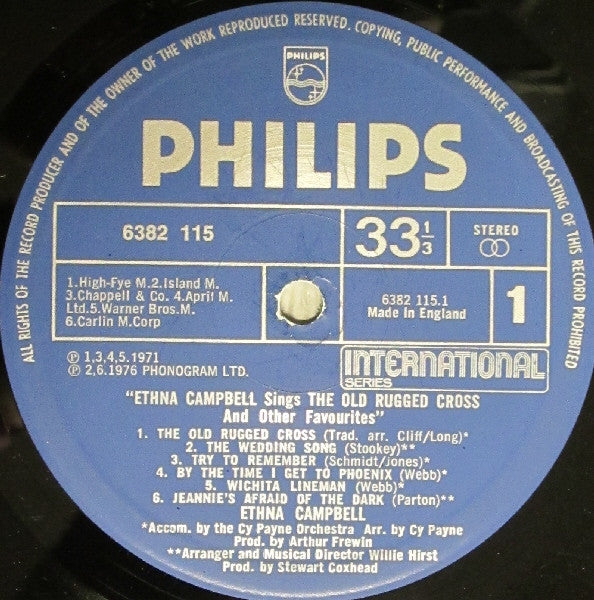 ALL RIGHTS OF THE RECORD PRODUCER AND OF THE OWNER OF THE WORK REPRODUCED RESERVED. COPYING, PUBLIC PERFORMANCE AND BROADCASTING OF THIS RECORD PROHIBITED
PHILIPS
PHILIPS
6382 115
33 1/3
STEREO
1.High-Fye M.2.Island M.
3.Chappell & Co. 4.April M.
Ltd.5.Warner Bros.M.
6.Carlin M.Corp
6382 115.1
Made in England
1
Ⓟ 1,3,4,5.1971
Ⓟ 2,6.1976 PHONOGRAM LTD.
INTERNATIONAL
SERIES
"ETHNA CAMPBELL Sings THE OLD RUGGED CROSS
And Other Favourites"
1. THE OLD RUGGED CROSS (Trad. arr. Cliff/Long)*
2. THE WEDDING SONG (Stookey)**
3. TRY TO REMEMBER (Schmidt/Jones)*
4. BY THE TIME I GET TO PHOENIX (Webb)*
5. WICHITA LINEMAN (Webb)*
6. JEANNIE'S AFRAID OF THE DARK (Parton)**
ETHNA CAMPBELL
*Accom. by the Cy Payne Orchestra Arr. by Cy Payne
Prod. by Arthur Frewin
**Arranger and Musical Director Willie Hirst
Prod. by Stewart Coxhead